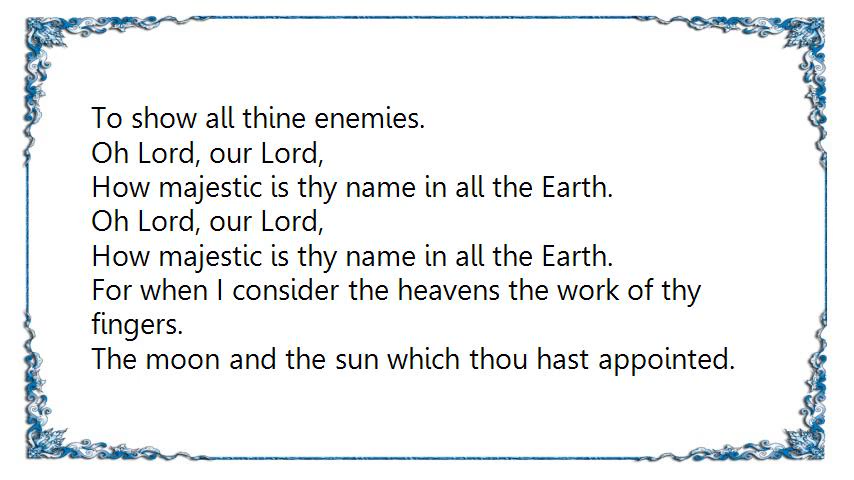 To show all thine enemies.
Oh Lord, our Lord,
How majestic is thy name in all the Earth.
Oh Lord, our Lord,
How majestic is thy name in all the Earth.
For when I consider the heavens the work of thy
fingers.
The moon and the sun which thou hast appointed.